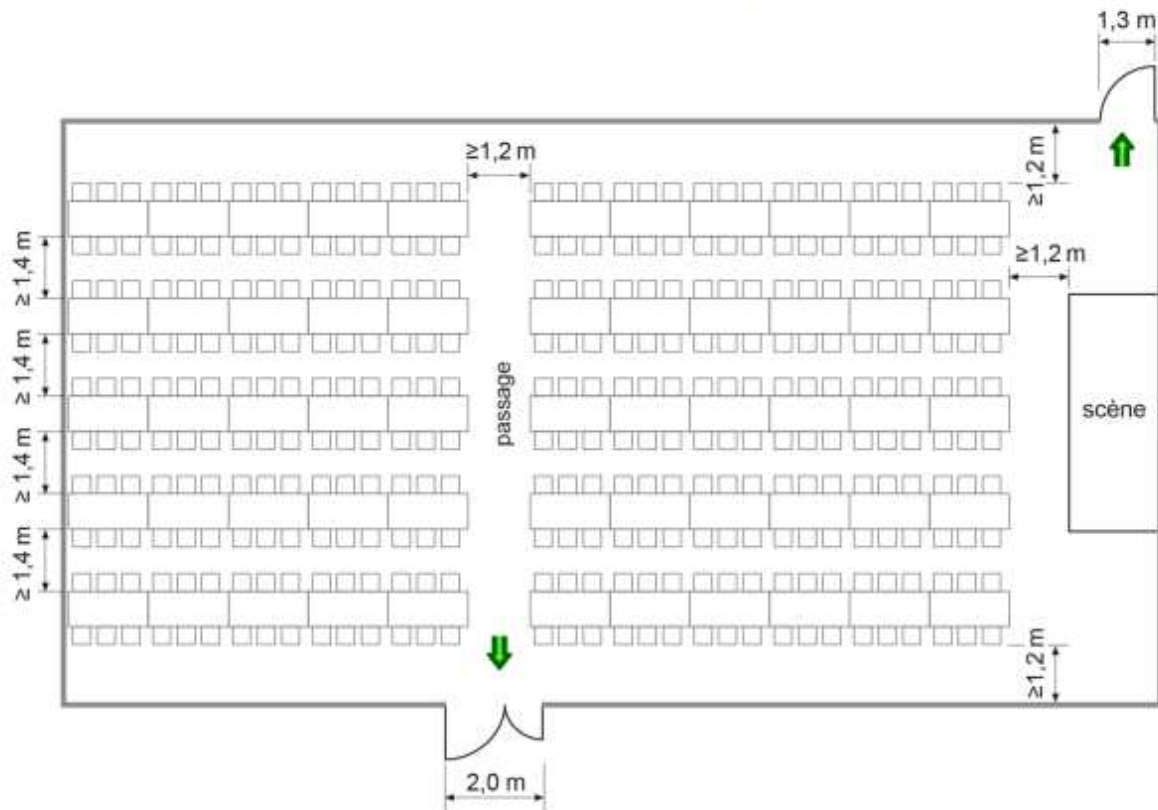 1,3 m
≥1,2 m
≥1,2 m
≥1,4 m
≥1,2 m
≥ 1,4 m
passage
scène
≥ 1,4 m
≥ 1,4 m
≥1,2 m
2,0 m